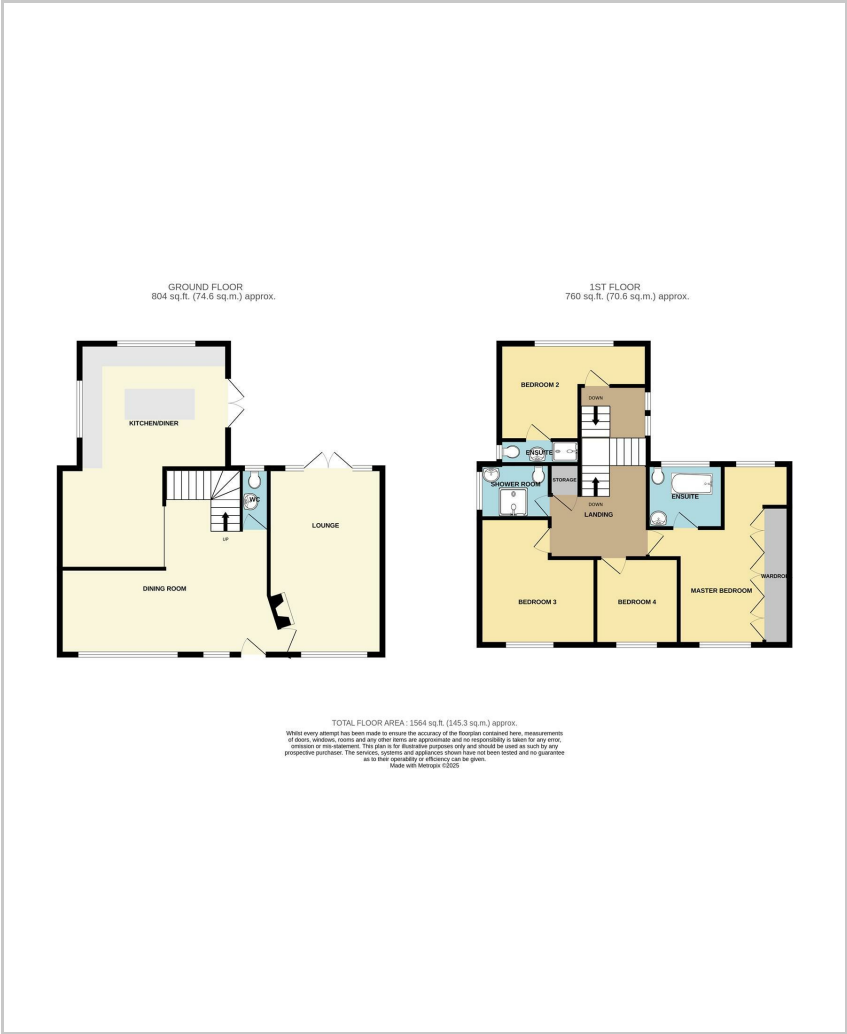 GROUND FLOOR
804 sq.ft. (74.6 sq.m.) approx.
KITCHEN/DINER
WC
LOUNGE
UP
DINING ROOM
1ST FLOOR
760 sq.ft. (70.6 sq.m.) approx.
BEDROOM 2
DOWN
ENSUITE
SHOWER ROOM
STORAGE
ENSUITE
DOWN
LANDING
WARDROB
MASTER BEDROOM
BEDROOM 3
BEDROOM 4
TOTAL FLOOR AREA : 1564 sq.ft. (145.3 sq.m.) approx.
Whilst every attempt has been made to ensure the accuracy of the floorplan contained here, measurements
of doors, windows, rooms and any other items are approximate and no responsibility is taken for any error,
omission or mis-statement. This plan is for illustrative purposes only and should be used as such by any
prospective purchaser. The services, systems and appliances shown have not been tested and no guarantee
as to their operability or efficiency can be given.
Made with Metropix ©2025